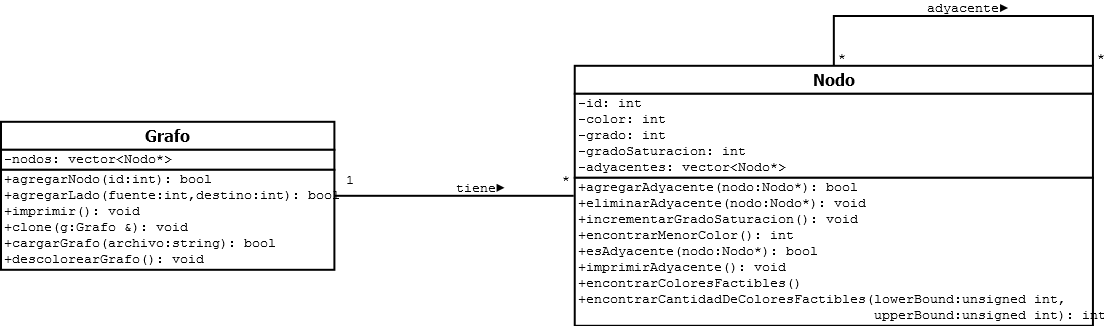 adyacente▶
* *
Nodo
-id: int
-color: int
-grado: int
-gradoSaturacion: int
-adyacentes: vector<Nodo*>
+agregarAdyacente(nodo:Nodo*): bool
+eliminarAdyacente(nodo:Nodo*): void
+incrementarGradoSaturacion(): void
+encontrarMenorColor(): int
+esAdyacente(nodo:Nodo*): bool
+imprimirAdyacente(): void
+encontrarColoresFactibles()
+encontrarCantidadDeColoresFactibles(lowerBound:unsigned int,
upperBound:unsigned int): int
Grafo
-nodos: vector<Nodo*>
+agregarNodo(id:int): bool
+agregarLado(fuente:int,destino:int): bool
+imprimir(): void
+clone(g:Grafo &): void
+cargarGrafo(archivo:string): bool
+descolorearGrafo(): void
1 *
tiene▶